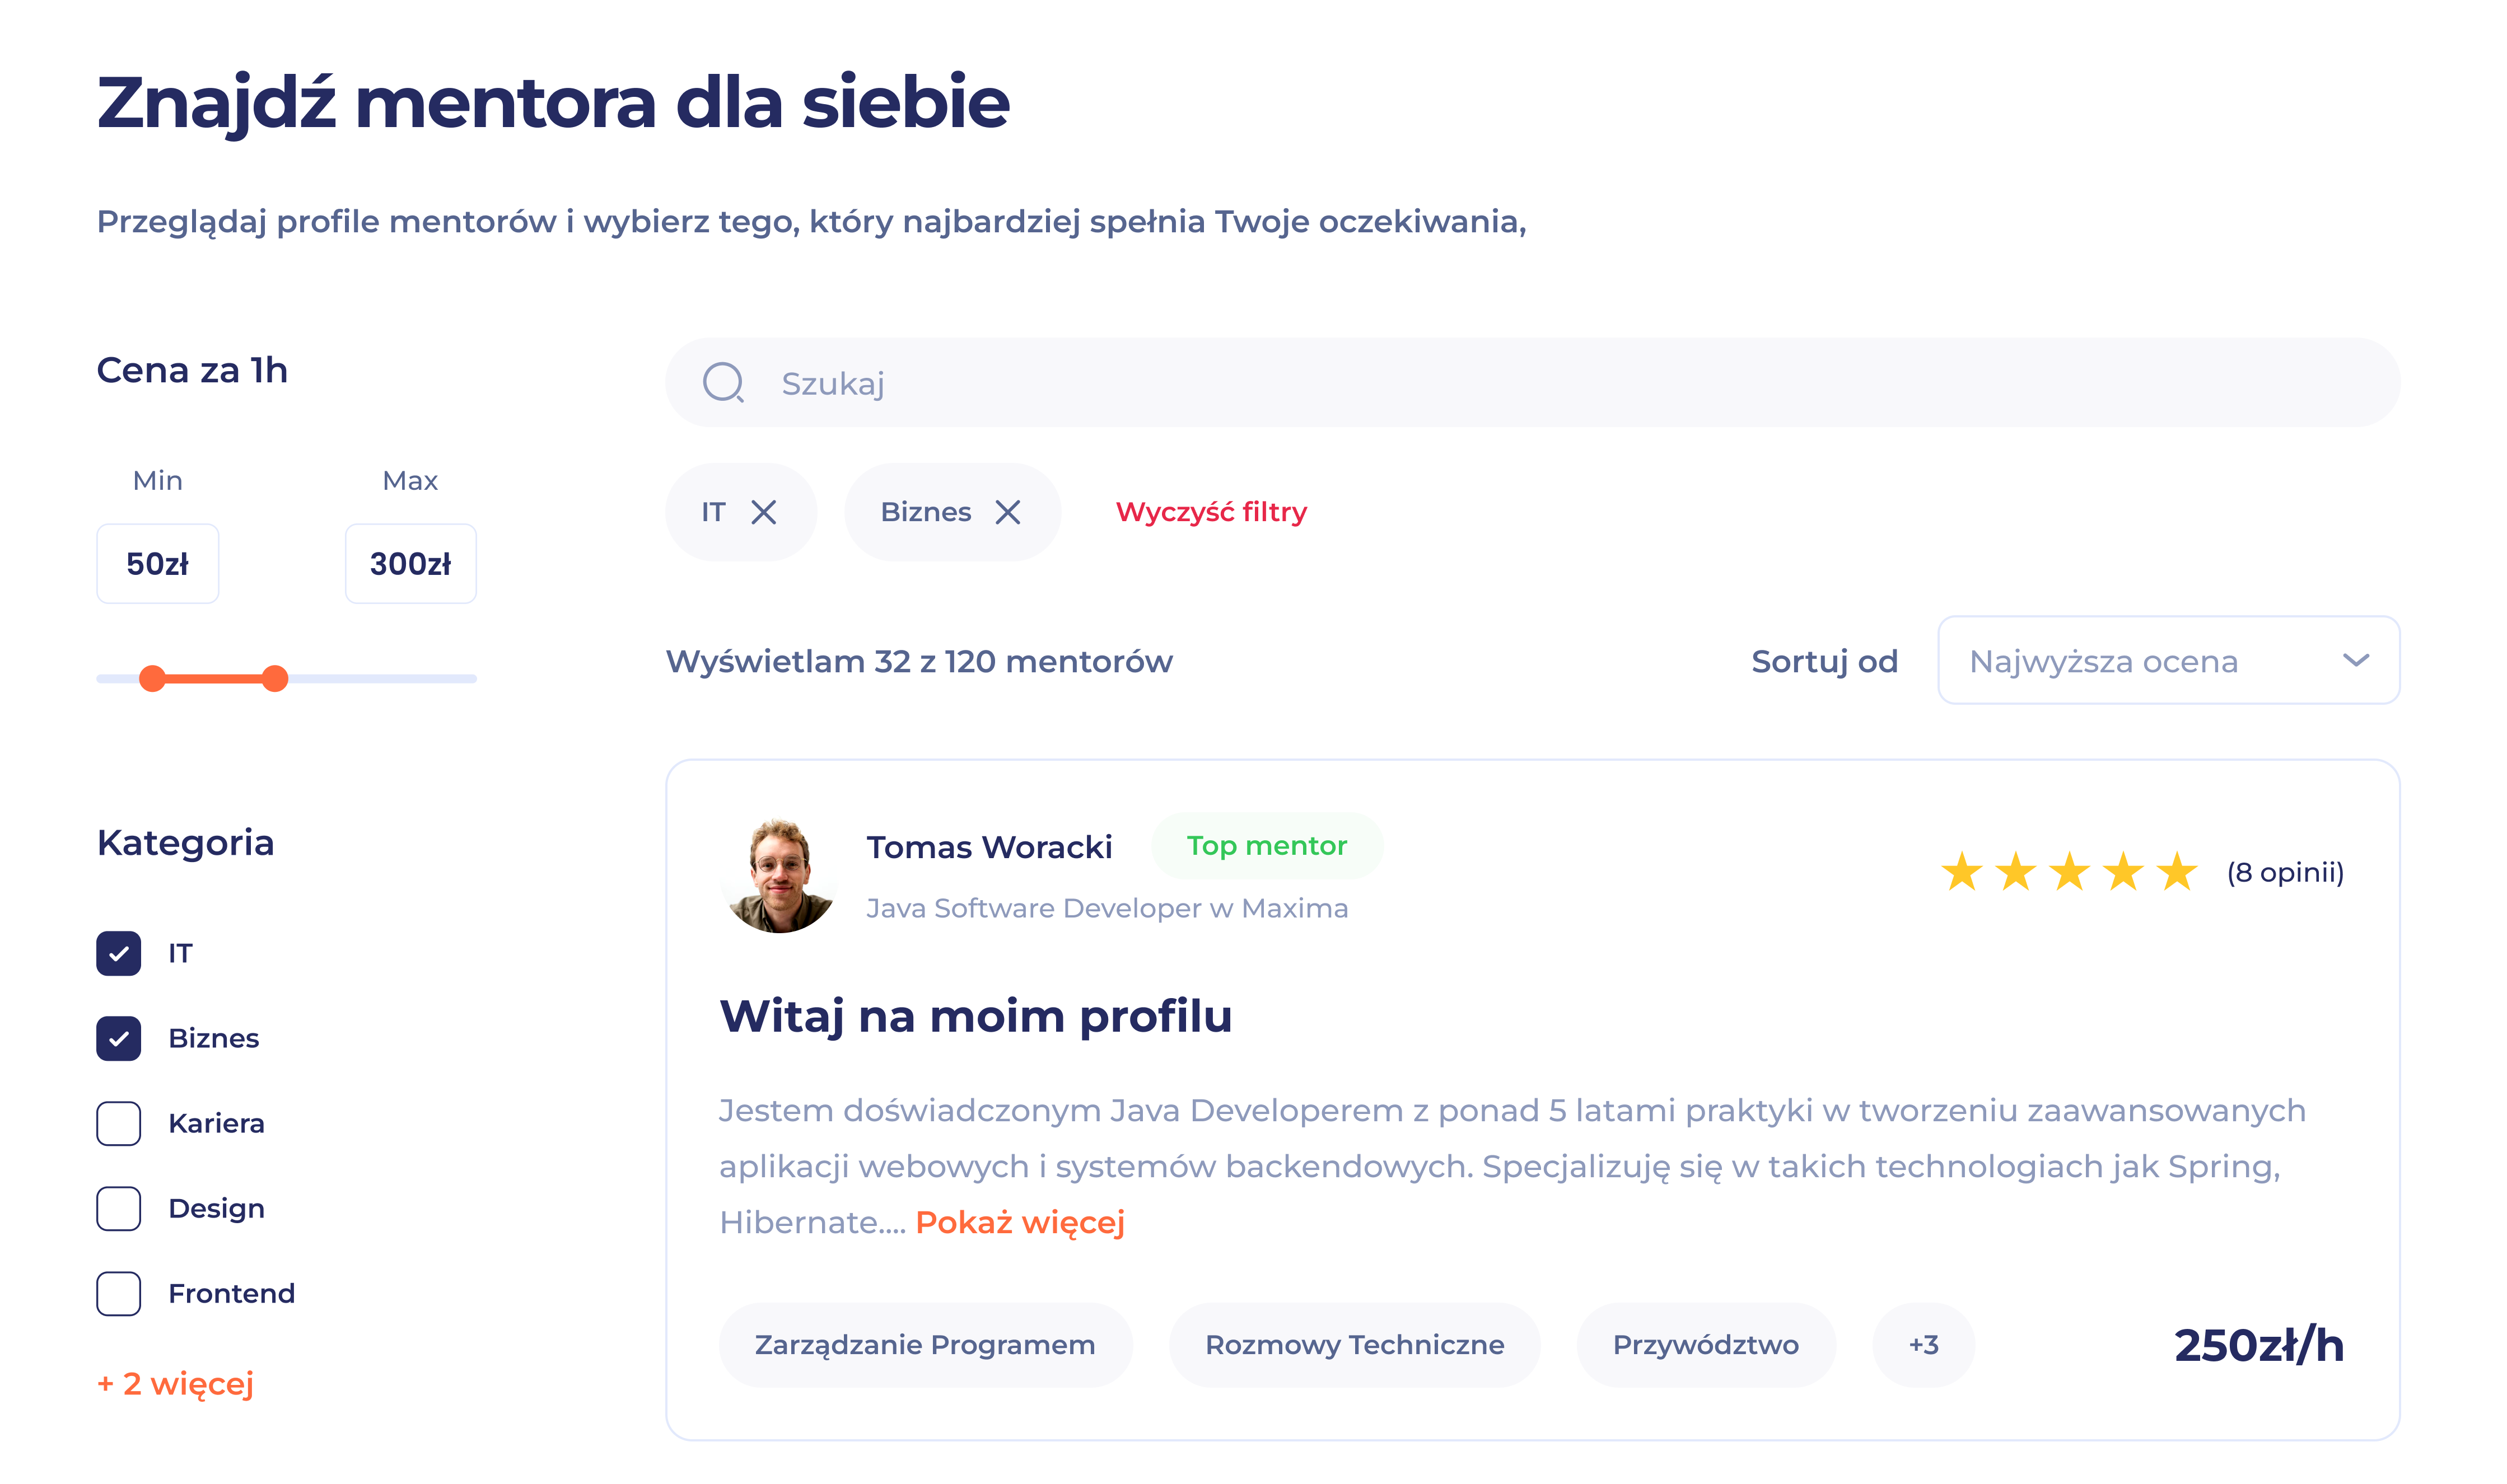 Znajdź mentora dla siebie
Przeglądaj profile mentorów i wybierz tego, który najbardziej spełnia Twoje oczekiwania,
Cena za 1h
Min
Max
50zł
300zł
Kategoria
IT
Biznes
Kariera
Design
Frontend
+ 2 więcej
Szukaj
IT
Biznes
Wyczyść filtry
Wyświetlam 32 z 120 mentorów
Sortuj od
Najwyższa ocena
Tomas Woracki
Top mentor
Java Software Developer w Maxima
(8 opinii)
Witaj na moim profilu
Jestem doświadczonym Java Developerem z ponad 5 latami praktyki w tworzeniu zaawansowanych
aplikacji webowych i systemów backendowych. Specjalizuję się w takich technologiach jak Spring,
Hibernate.... Pokaż więcej
Zarządzanie Programem
Rozmowy Techniczne
Przywództwo
+3
250zł/h